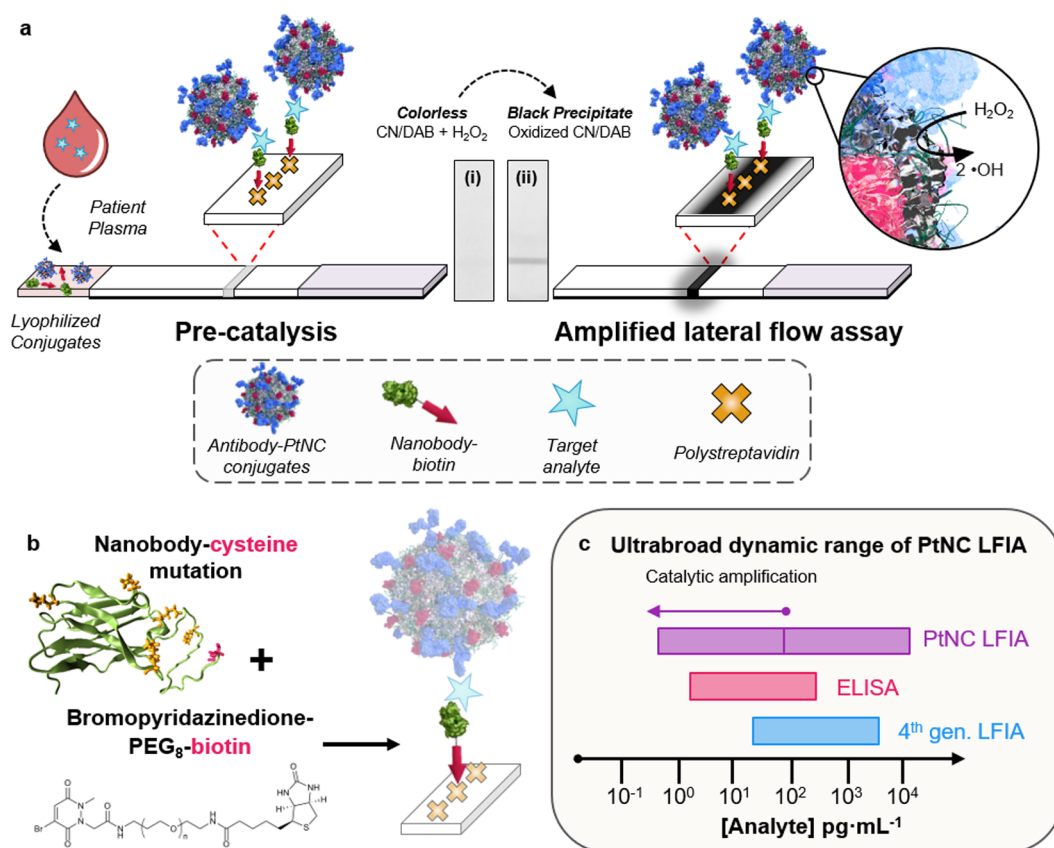 a
Colorless
CN/DAB + H₂O₂
Black Precipitate
Oxidized CN/DAB
H₂O₂
2 •OH
(i)
(ii)
Patient
Plasma
Lyophilized
Conjugates
Pre-catalysis
Amplified lateral flow assay
Antibody-PtNC
conjugates
Nanobody-
biotin
Target
analyte
Polystreptavidin
b
Nanobody-cysteine
mutation
+
Bromopyridazinedione-
PEG₈-biotin
O
N
N
Br
O
O
N
H
O
n
H
N
O
O
HN
NH
H
H
S
c
Ultrabroad dynamic range of PtNC LFIA
Catalytic amplification
PtNC LFIA
ELISA
4th gen. LFIA
10⁻¹
10⁰
10¹
10²
10³
10⁴
[Analyte] pg·mL⁻¹